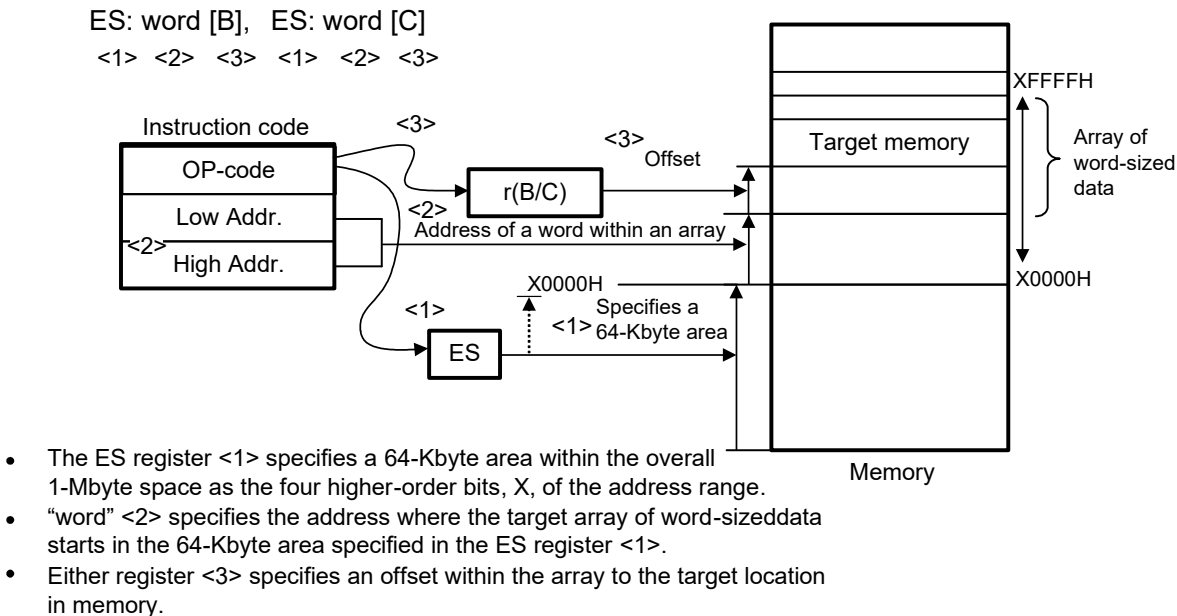 ES: word [B], ES: word [C]
<1> <2> <3> <1> <2> <3>
Instruction code
OP-code
Low Addr.
<2>
High Addr.
<3>
r(B/C)
<3>
Offset
<2>
Address of a word within an array
<1>
ES
X0000H
<1>
Specifies a
64-Kbyte area
Target memory
XFFFFH
Array of
word-sized
data
X0000H
Memory
• The ES register <1> specifies a 64-Kbyte area within the overall
1-Mbyte space as the four higher-order bits, X, of the address range.
• “word” <2> specifies the address where the target array of word-sizeddata
starts in the 64-Kbyte area specified in the ES register <1>.
• Either register <3> specifies an offset within the array to the target location
in memory.